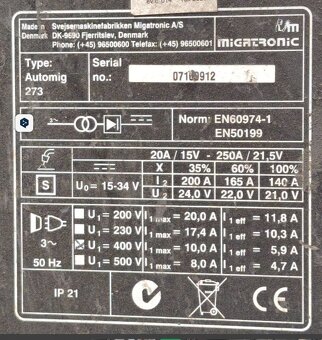 Made in Svejsemaskinefabrikken Migatronic A/S
Denmark DK-9690 Fjerritslev, Denmark
Phone: (+45) 96500600 Telefax: (+45) 96500601
MIGATRONIC
Type: Automig 273
Serial no.: 07109912
3~
Norm: EN60974-1
EN50199
20A / 15V - 250A / 21,5V
X 35% 60% 100%
S U0 = 15-34 V
I2 200 A 165 A 140 A
U2 24,0 V 22,0 V 21,0 V
U1 = 200 V I1 max = 20,0 A I1 eff = 11,8 A
U1 = 230 V I1 max = 17,4 A I1 eff = 10,3 A
3~ U1 = 400 V I1 max = 10,0 A I1 eff = 5,9 A
50 Hz U1 = 500 V I1 max = 8,0 A I1 eff = 4,7 A
IP 21
CE